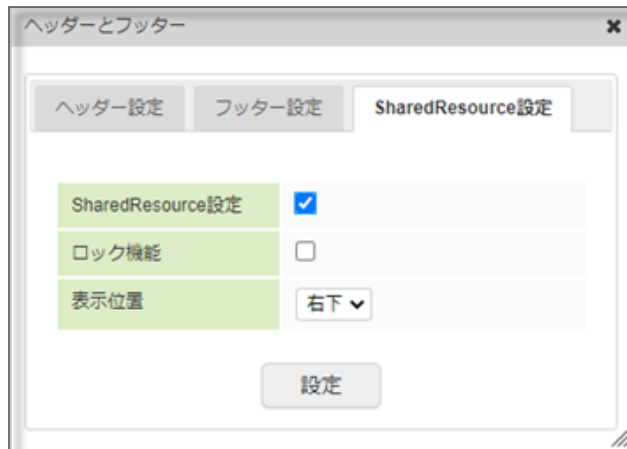 ヘッダーとフッター
ヘッダー設定 フッター設定 SharedResource設定
SharedResource設定
ロック機能
表示位置 右下
設定